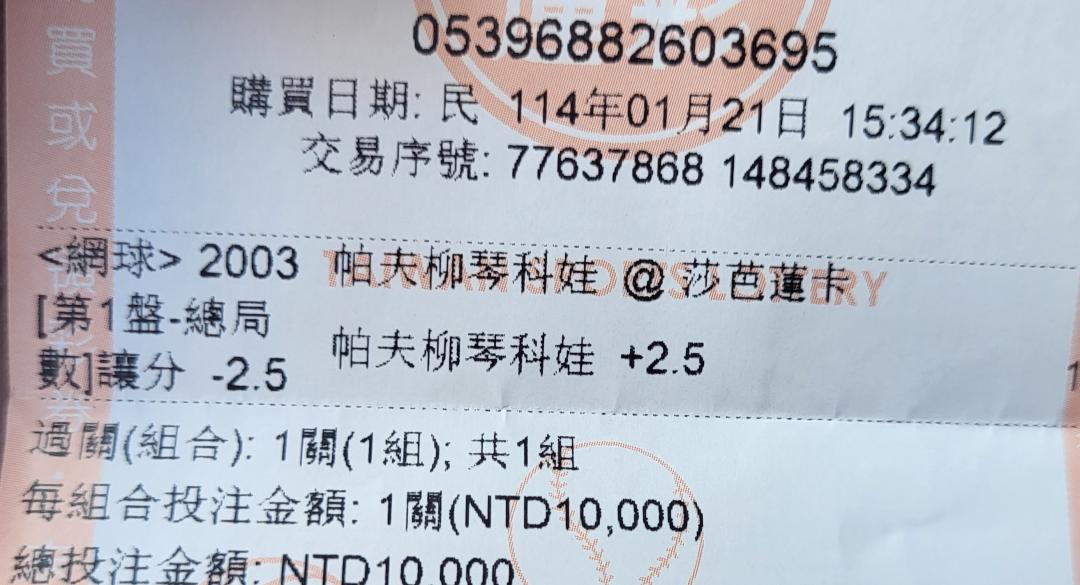 05396882603695
購買日期: 民 114年01月21日 15:34:12
交易序號: 77637868 148458334
<網球> 2003 帕夫柳琴科娃 @ 莎芭蓮卡
[第1盤-總局
數]讓分 -2.5 帕夫柳琴科娃 +2.5
過關(組合): 1關(1組); 共1組
每組合投注金額: 1關(NTD10,000)
總投注金額: NTD10,000
買或兌